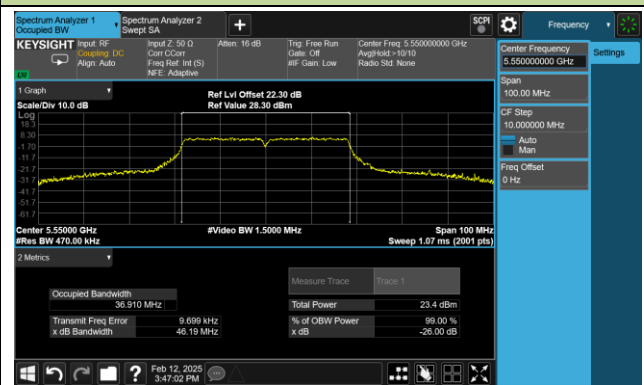 Spectrum Analyzer 1
Occupied BW
Spectrum Analyzer 2
Swept SA
SCPI
Frequency
KEYSIGHT
Input: RF
Coupling: DC
Align: Auto
Input Z: 50 Ω
Corr CCorr
Freq Ref: Int (S)
NFE: Adaptive
Atten: 16 dB
Trig: Free Run
Gate: Off
#IF Gain: Low
Center Freq: 5.550000000 GHz
Avg|Hold:>10/10
Radio Std: None
Center Frequency
5.550000000 GHz
Settings
Span
100.00 MHz
CF Step
10.000000 MHz
Auto
Man
Freq Offset
0 Hz
1 Graph
Scale/Div 10.0 dB
Ref Lvl Offset 22.30 dB
Ref Value 28.30 dBm
Log
18.3
8.30
-1.70
-11.7
-21.7
-31.7
-41.7
-51.7
-61.7
Center 5.55000 GHz
#Res BW 470.00 kHz
#Video BW 1.5000 MHz
Span 100 MHz
Sweep 1.07 ms (2001 pts)
2 Metrics
Measure Trace
Trace 1
Occupied Bandwidth
36.910 MHz
Total Power
23.4 dBm
Transmit Freq Error
9.699 kHz
% of OBW Power
99.00 %
x dB Bandwidth
46.19 MHz
x dB
-26.00 dB
Feb 12, 2025
3:47:02 PM